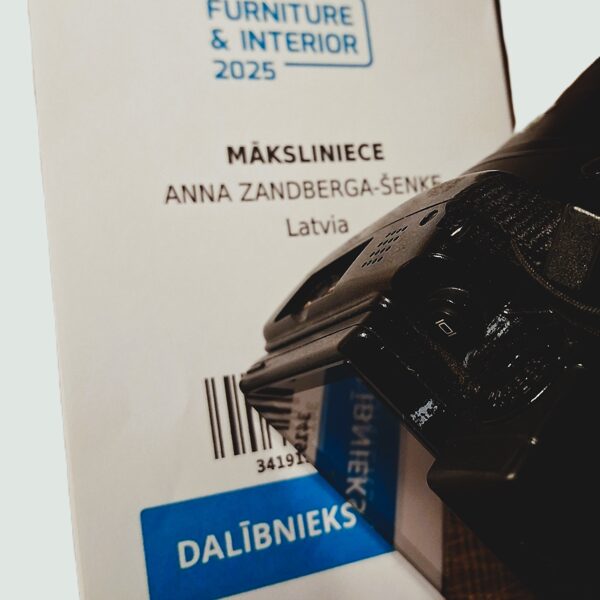 FURNITURE
& INTERIOR
2025
MĀKSLINIECE
ANNA ZANDBERGA-ŠENKE
Latvia
DALĪBNIEKS